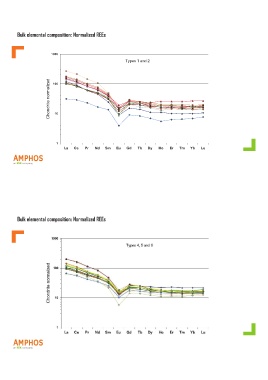 Bulk elemental composition: Normalized REEs
1000
Types 1 and 2
100
Chondrite normalized
10
1
La Ce Pr Nd Sm Eu Gd Tb Dy Ho Er Tm Yb Lu
AMPHOS
Bulk elemental composition: Normalized REEs
1000
Types 4, 5 and 6
100
Chondrite normalized
10
1
La Ce Pr Nd Sm Eu Gd Tb Dy Ho Er Tm Yb Lu
AMPHOS